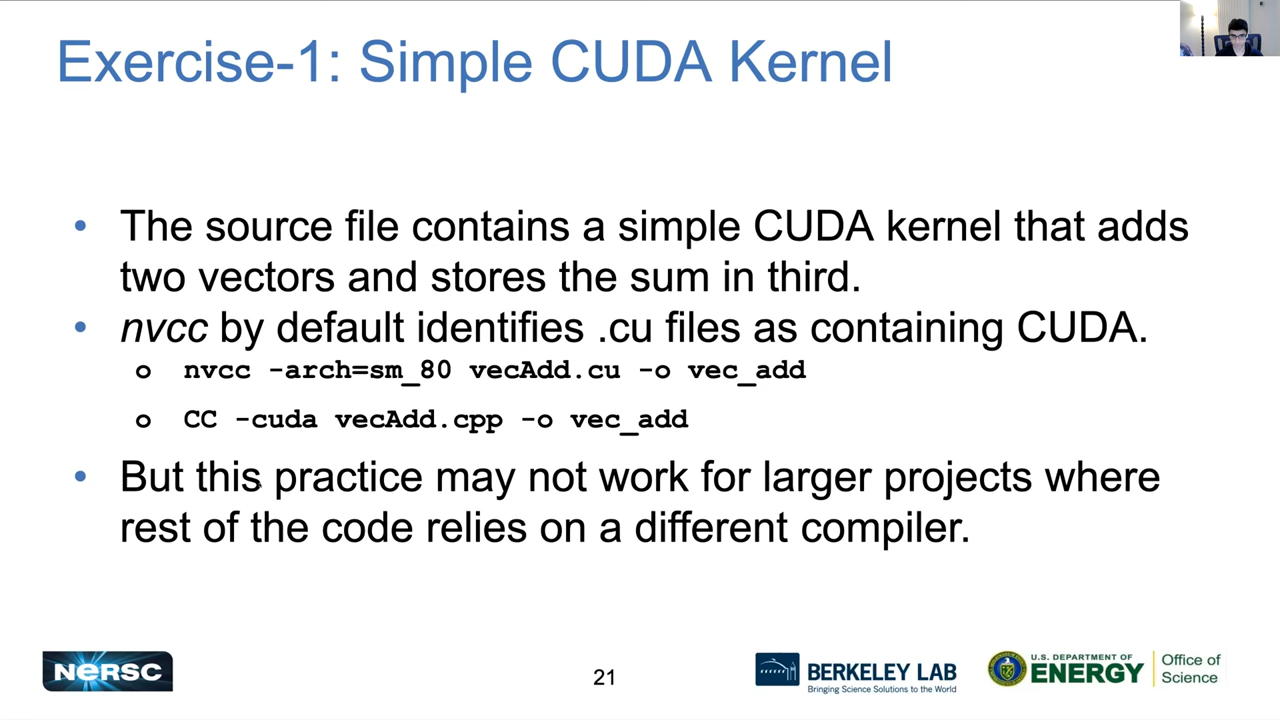 Exercise-1: Simple CUDA Kernel
• The source file contains a simple CUDA kernel that adds
two vectors and stores the sum in third.
• nvcc by default identifies .cu files as containing CUDA.
o nvcc -arch=sm_80 vecAdd.cu -o vec_add
o CC -cuda vecAdd.cpp -o vec_add
• But this practice may not work for larger projects where
rest of the code relies on a different compiler.
NERSC
21
BERKELEY LAB
Bringing Science Solutions to the World
U.S. DEPARTMENT OF
ENERGY
Office of
Science